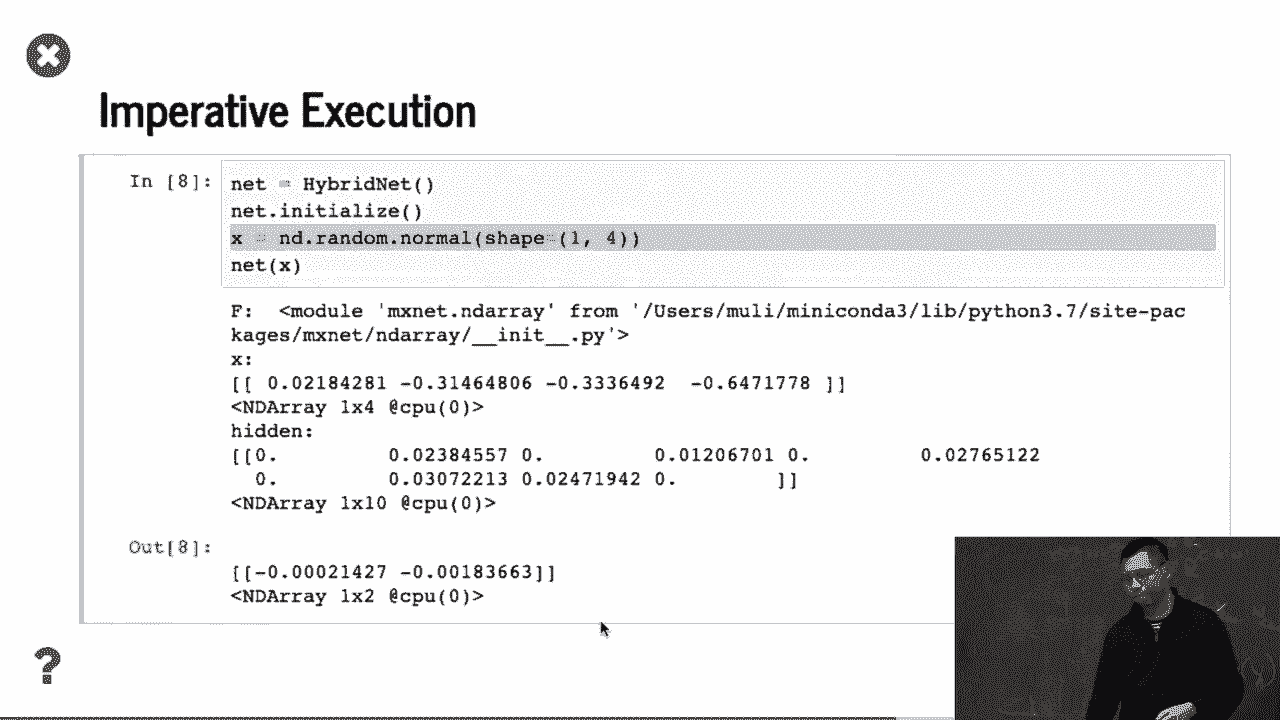 Imperative Execution
In [8]: net = HybridNet()
net.initialize()
x = nd.random.normal(shape=(1, 4))
net(x)
F:  <module 'mxnet.ndarray' from '/Users/muli/miniconda3/lib/python3.7/site-pac
kages/mxnet/ndarray/__init__.py'>
x:
[[ 0.02184281 -0.31464806 -0.3336492  -0.6471778 ]]
<NDArray 1x4 @cpu(0)>
hidden:
[[0.         0.02384557 0.         0.01206701 0.         0.02765122
  0.         0.03072213 0.02471942 0.        ]]
<NDArray 1x10 @cpu(0)>
Out[8]:
[[-0.00021427 -0.00183663]]
<NDArray 1x2 @cpu(0)>
?